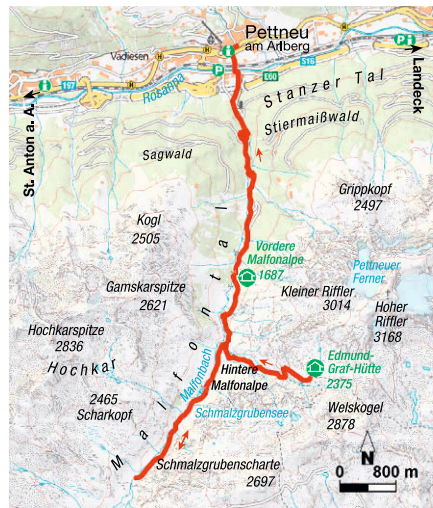 Pettneu
am Arlberg
Vadiesen
H
i
H
P
P i
S16
E60
197
i
Rosanna
St. Anton a. A.
Landeck
Stanzer Tal
Stiermaißwald
Sagwald
Grippkopf
2497
Kogl
2505
Malfontal
Vordere
Malfonalpe
1687
Pettneuer
Ferner
Gamskarspitze
2621
Kleiner Riffler
3014
Hoher
Riffler
3168
Hochkarspitze
2836
Hochkar
Malfonbach
Hintere
Malfonalpe
Edmund-
Graf-Hütte
2375
2465
Scharkopf
Schmalzgrubensee
Welskogel
2878
Schmalzgrubenscharte
2697
N
0 800 m